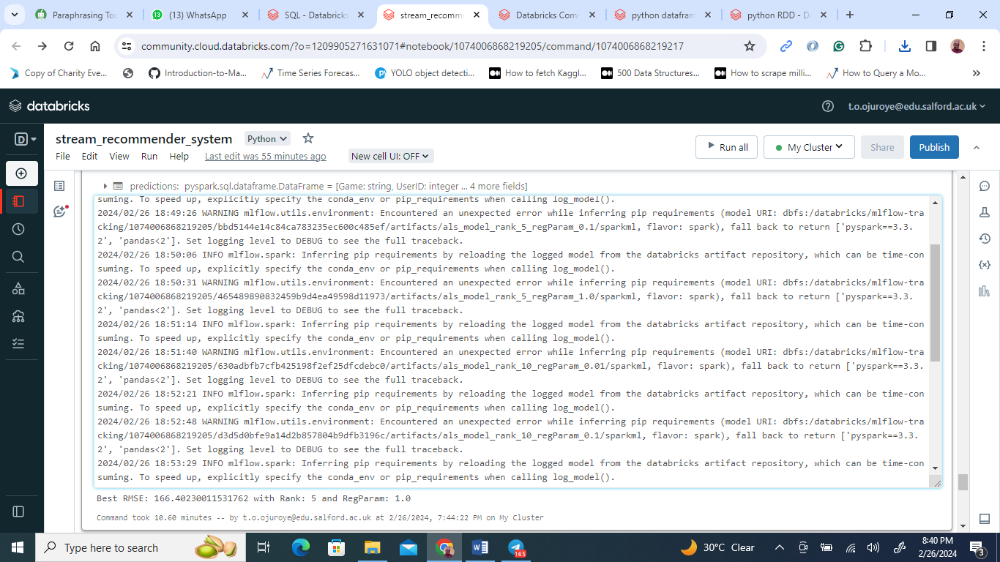 Paraphrasing Too
(13) WhatsApp
SQL - Databricks
stream_recomm
Databricks Com
python datafram
python RDD - Da
community.cloud.databricks.com/?o=1209905271631071#notebook/1074006868219205/command/1074006868219217
Copy of Charity Eve...
Introduction-to-Ma...
Time Series Forecas...
YOLO object detecti...
How to fetch Kaggl...
500 Data Structures...
How to scrape milli...
How to Query a Mo...
databricks
t.o.ojuroye@edu.salford.ac.uk
D
stream_recommender_system
Python
File Edit View Run Help
Last edit was 55 minutes ago
New cell UI: OFF
Run all
My Cluster
Share
Publish
predictions: pyspark.sql.dataframe.DataFrame = [Game: string, UserID: integer ... 4 more fields]
suming. To speed up, explicitly specify the conda_env or pip_requirements when calling log_model().
2024/02/26 18:49:26 WARNING mlflow.utils.environment: Encountered an unexpected error while inferring pip requirements (model URI: dbfs:/databricks/mlflow-tra
cking/1074006868219205/bbd5144e14c84ca783235ec600c485ef/artifacts/als_model_rank_5_regParam_0.1/sparkml, flavor: spark), fall back to return ['pyspark==3.3.
2', 'pandas<2']. Set logging level to DEBUG to see the full traceback.
2024/02/26 18:50:06 INFO mlflow.spark: Inferring pip requirements by reloading the logged model from the databricks artifact repository, which can be time-con
suming. To speed up, explicitly specify the conda_env or pip_requirements when calling log_model().
2024/02/26 18:50:31 WARNING mlflow.utils.environment: Encountered an unexpected error while inferring pip requirements (model URI: dbfs:/databricks/mlflow-tra
cking/1074006868219205/465489890832459b9d4ea49598d11973/artifacts/als_model_rank_5_regParam_1.0/sparkml, flavor: spark), fall back to return ['pyspark==3.3.
2', 'pandas<2']. Set logging level to DEBUG to see the full traceback.
2024/02/26 18:51:14 INFO mlflow.spark: Inferring pip requirements by reloading the logged model from the databricks artifact repository, which can be time-con
suming. To speed up, explicitly specify the conda_env or pip_requirements when calling log_model().
2024/02/26 18:51:40 WARNING mlflow.utils.environment: Encountered an unexpected error while inferring pip requirements (model URI: dbfs:/databricks/mlflow-tra
cking/1074006868219205/630adbfb7cfb425198f2ef25dfcdebc0/artifacts/als_model_rank_10_regParam_0.01/sparkml, flavor: spark), fall back to return ['pyspark==3.3.
2', 'pandas<2']. Set logging level to DEBUG to see the full traceback.
2024/02/26 18:52:21 INFO mlflow.spark: Inferring pip requirements by reloading the logged model from the databricks artifact repository, which can be time-con
suming. To speed up, explicitly specify the conda_env or pip_requirements when calling log_model().
2024/02/26 18:52:48 WARNING mlflow.utils.environment: Encountered an unexpected error while inferring pip requirements (model URI: dbfs:/databricks/mlflow-tra
cking/1074006868219205/d3d5d0bfe9a14d2b857804b9dfb3196c/artifacts/als_model_rank_10_regParam_0.1/sparkml, flavor: spark), fall back to return ['pyspark==3.3.
2', 'pandas<2']. Set logging level to DEBUG to see the full traceback.
2024/02/26 18:53:29 INFO mlflow.spark: Inferring pip requirements by reloading the logged model from the databricks artifact repository, which can be time-con
suming. To speed up, explicitly specify the conda_env or pip_requirements when calling log_model().
Best RMSE: 166.40230011531762 with Rank: 5 and RegParam: 1.0
Command took 10.60 minutes -- by t.o.ojuroye@edu.salford.ac.uk at 2/26/2024, 7:44:22 PM on My Cluster
Type here to search
165
30°C Clear
8:40 PM
2/26/2024
3